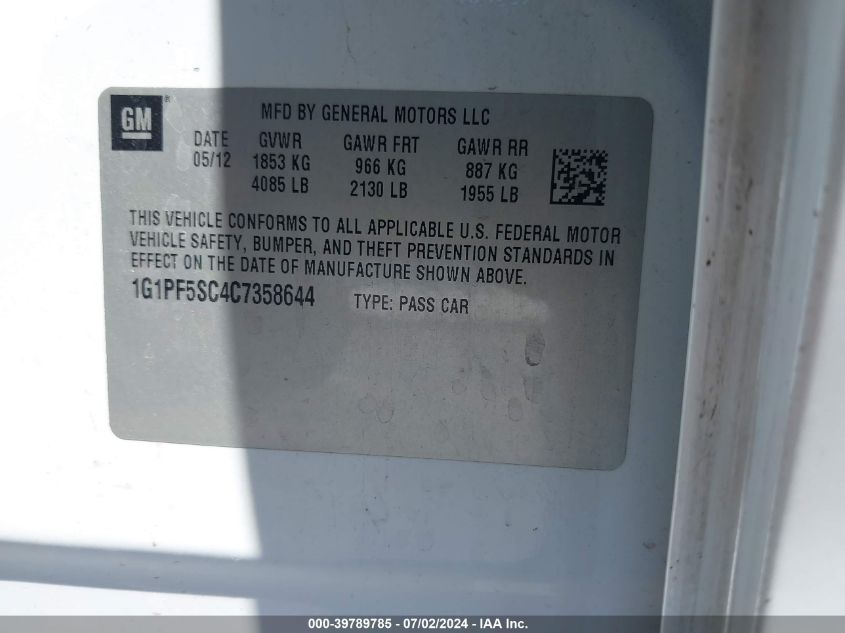 GM
®
MFD BY GENERAL MOTORS LLC
DATE GVWR GAWR FRT GAWR RR
05/12 1853 KG 966 KG 887 KG
4085 LB 2130 LB 1955 LB
THIS VEHICLE CONFORMS TO ALL APPLICABLE U.S. FEDERAL MOTOR
VEHICLE SAFETY, BUMPER, AND THEFT PREVENTION STANDARDS IN
EFFECT ON THE DATE OF MANUFACTURE SHOWN ABOVE.
1G1PF5SC4C7358644 TYPE: PASS CAR
000-39789785 - 07/02/2024 - IAA Inc.